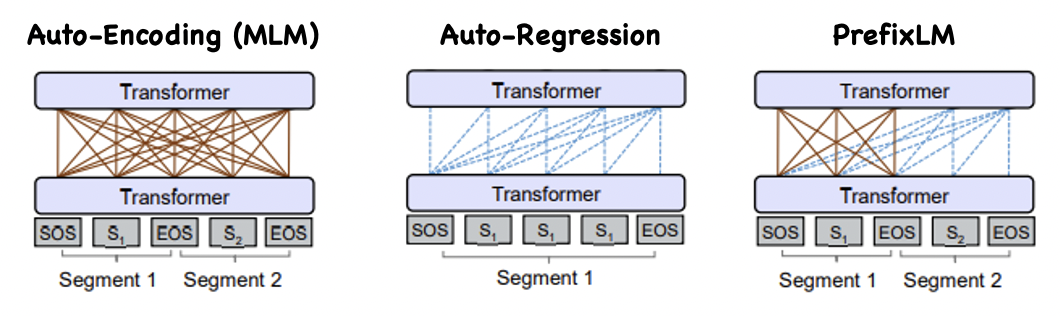 Auto-Encoding (MLM)
Transformer
Transformer
SOS S₁ EOS S₂ EOS
Segment 1 Segment 2
Auto-Regression
Transformer
Transformer
SOS S₁ S₁ S₁ EOS
Segment 1
PrefixLM
Transformer
Transformer
SOS S₁ EOS S₂ EOS
Segment 1 Segment 2